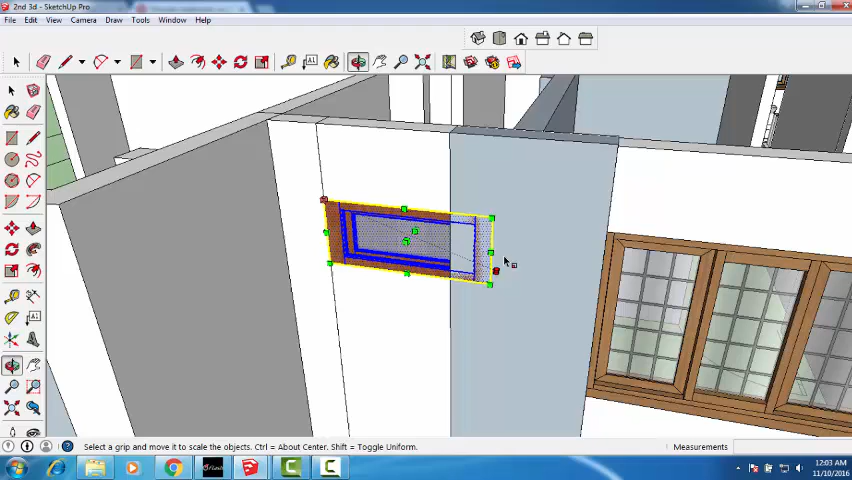 2nd 3d - SketchUp Pro
File Edit View Camera Draw Tools Window Help
Select a grip and move it to scale the objects. Ctrl = About Center. Shift = Toggle Uniform.
Measurements
12:03 AM
11/10/2016